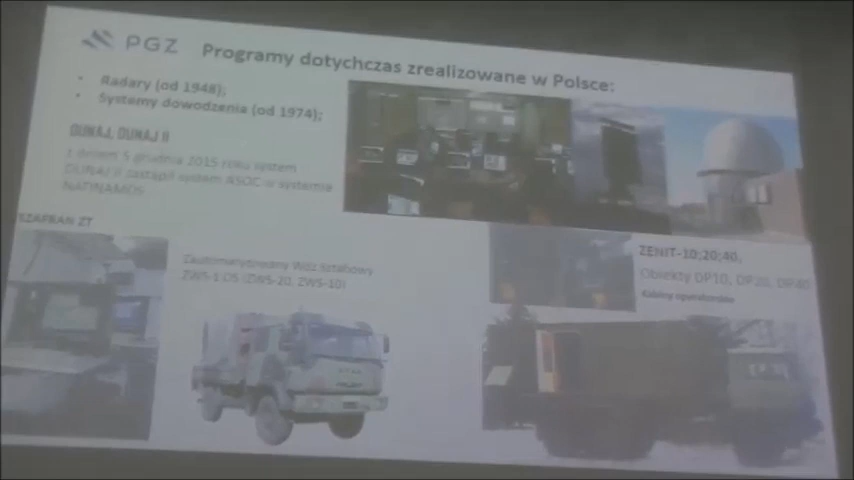 PGZ
Programy dotychczas zrealizowane w Polsce:
• Radary (od 1948);
• Systemy dowodzenia (od 1974);
DUNAJ, DUNAJ II
Z dniem 5 grudnia 2015 roku system
DUNAJ II zastąpił system ASOC w systemie
NATINAMDS
SZAFRAN ZT
Zautomatyzowany Wóz Sztabowy
ZWS-1 OS (ZWS-20, ZWS-10)
ZENIT-10;20;40,
Obiekty DP10, DP20, DP40
Kabiny operatorów